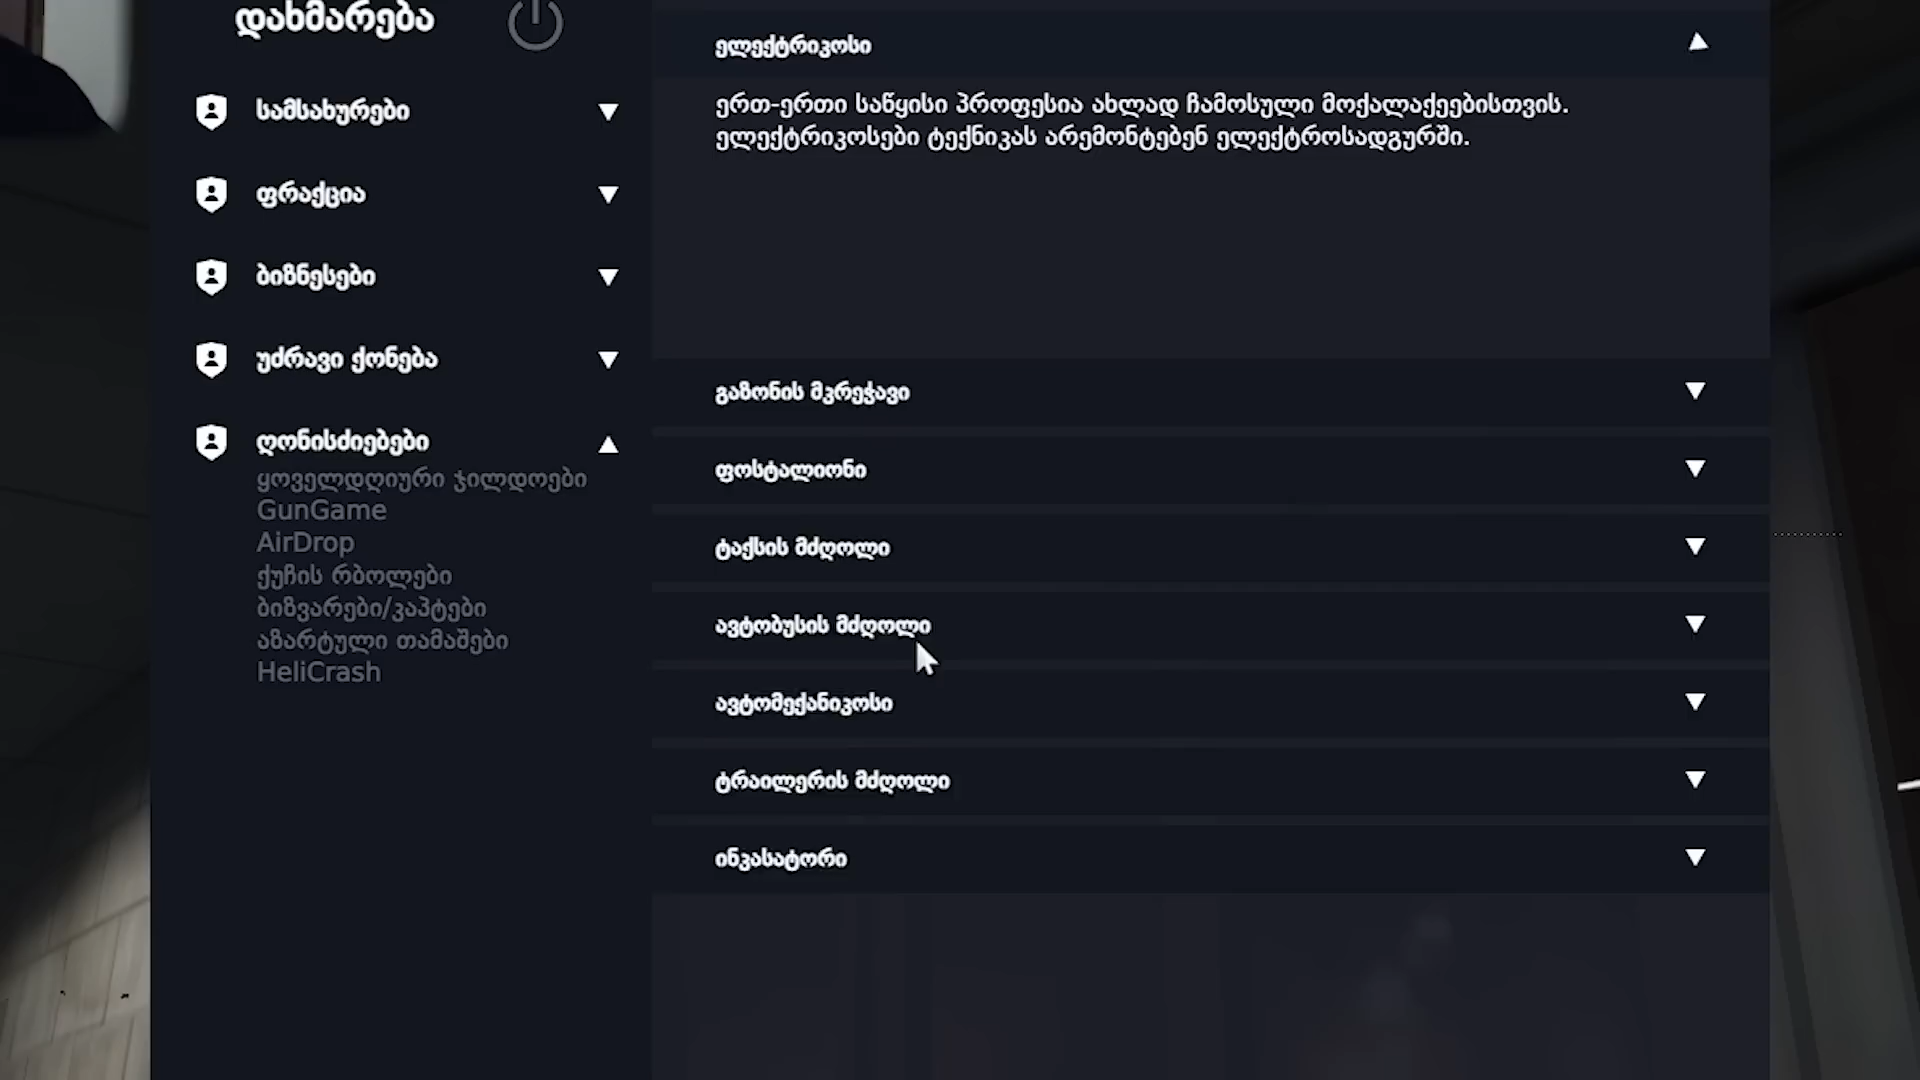 დახმარება
სამსახურები
ფრაქცია
ბიზნესები
უძრავი ქონება
ღონისძიებები
ყოველდღიური ჯილდოები
GunGame
AirDrop
ქუჩის რბოლები
ბიზვარები/კაპტები
აზარტული თამაშები
HeliCrash
ელექტრიკოსი
ერთ-ერთი საწყისი პროფესია ახლად ჩამოსული მოქალაქეებისთვის.
ელექტრიკოსები ტექნიკას არემონტებენ ელექტროსადგურში.
გაზონის მკრეჭავი
ფოსტალიონი
ტაქსის მძღოლი
ავტობუსის მძღოლი
ავტომექანიკოსი
ტრაილერის მძღოლი
ინკასატორი